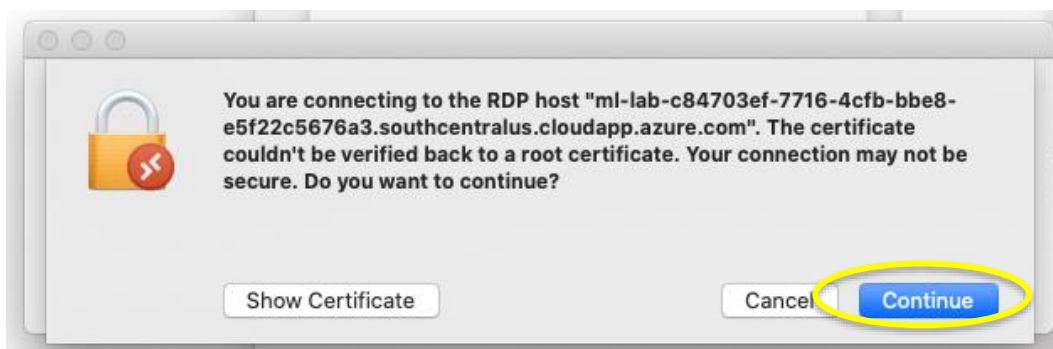 You are connecting to the RDP host "ml-lab-c84703ef-7716-4cfb-bbe8-
e5f22c5676a3.southcentralus.cloudapp.azure.com". The certificate
couldn't be verified back to a root certificate. Your connection may not be
secure. Do you want to continue?
Show Certificate
Cancel
Continue